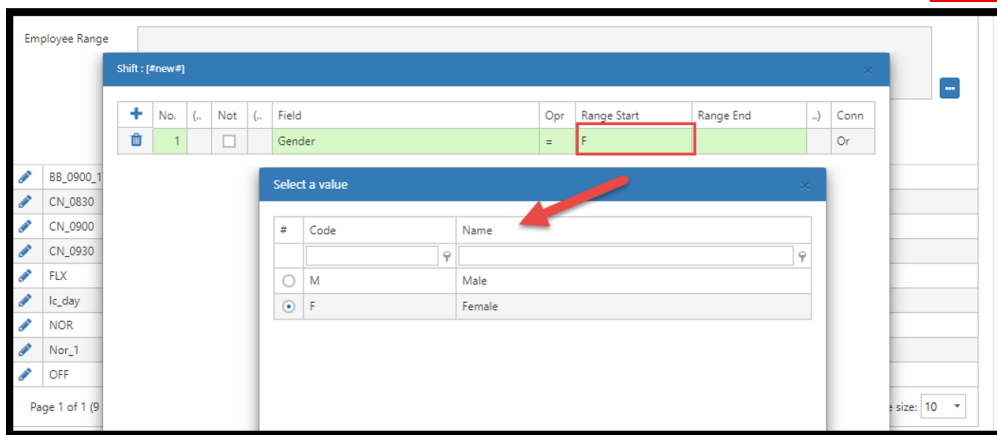 Employee Range
Shift : [#new#]
No. (.. Not (.. Field Opr Range Start Range End ..) Conn
1 Gender = F Or
Select a value
# Code Name
M Male
F Female
BB_0900_1
CN_0830
CN_0900
CN_0930
FLX
lc_day
NOR
Nor_1
OFF
Page 1 of 1 (9
size: 10